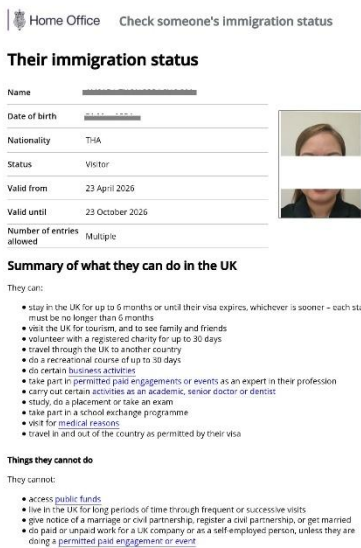 Home Office Check someone's immigration status
Their immigration status
Name
Date of birth
Nationality THA
Status Visitor
Valid from 23 April 2026
Valid until 23 October 2026
Number of entries allowed Multiple
Summary of what they can do in the UK
They can:
• stay in the UK for up to 6 months or until their visa expires, whichever is sooner – each
must be no longer than 6 months
• visit the UK for tourism, and to see family and friends
• volunteer with a registered charity for up to 30 days
• travel through the UK to another country
• do a recreational course of up to 30 days
• do certain business activities
• take part in permitted paid engagements or events as an expert in their profession
• carry out certain activities as an academic, senior doctor or dentist
• study, do a placement or take an exam
• take part in a school exchange programme
• visit for medical reasons
• travel in and out of the country as permitted by their visa
Things they cannot do
They cannot:
• access public funds
• live in the UK for long periods of time through frequent or successive visits
• give notice of a marriage or civil partnership, register a civil partnership, or get married
• do paid or unpaid work for a UK company or as a self-employed person, unless they are
doing a permitted paid engagement or event